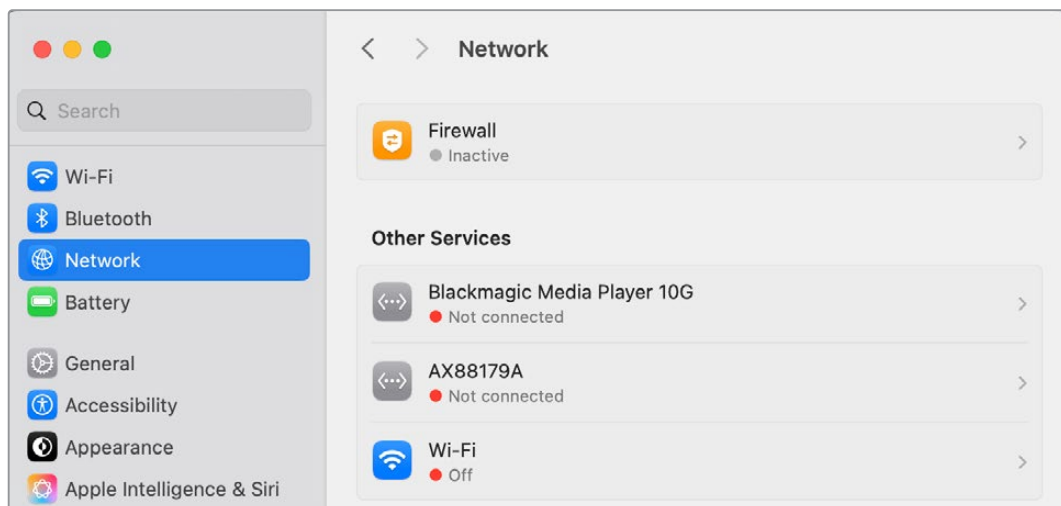 Search
Wi-Fi
Bluetooth
Network
Battery
General
Accessibility
Appearance
Apple Intelligence & Siri
Network
Firewall
Inactive
Other Services
Blackmagic Media Player 10G
Not connected
AX88179A
Not connected
Wi-Fi
Off